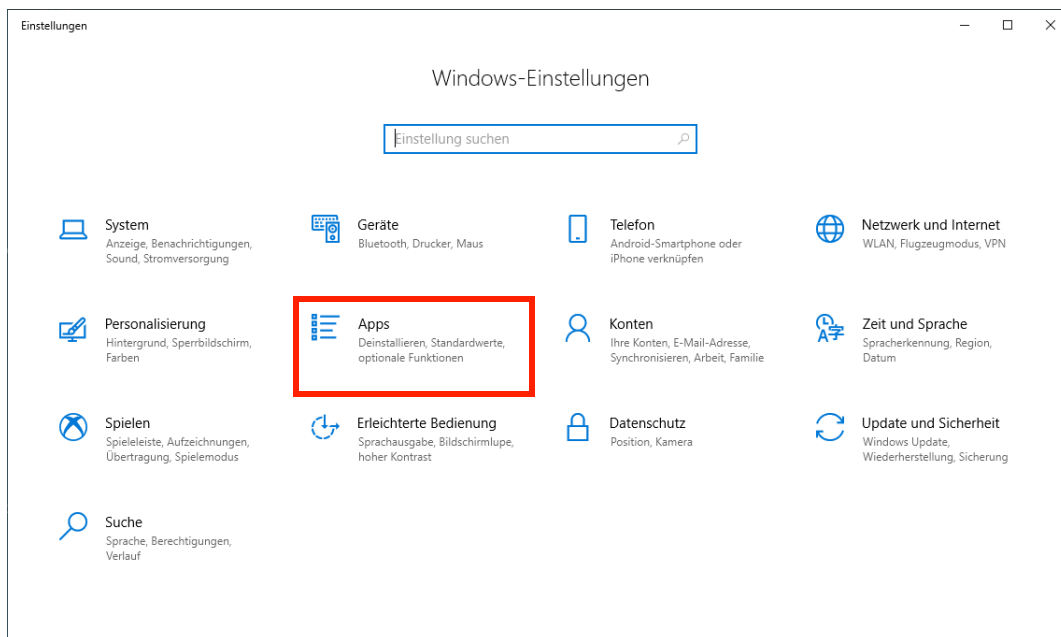 Einstellungen
Windows-Einstellungen
Einstellung suchen
System
Anzeige, Benachrichtigungen,
Sound, Stromversorgung
Geräte
Bluetooth, Drucker, Maus
Telefon
Android-Smartphone oder
iPhone verknüpfen
Netzwerk und Internet
WLAN, Flugzeugmodus, VPN
Personalisierung
Hintergrund, Sperrbildschirm,
Farben
Apps
Deinstallieren, Standardwerte,
optionale Funktionen
Konten
Ihre Konten, E-Mail-Adresse,
Synchronisieren, Arbeit, Familie
Zeit und Sprache
Spracherkennung, Region,
Datum
Spielen
Spieleleiste, Aufzeichnungen,
Übertragung, Spielemodus
Erleichterte Bedienung
Sprachausgabe, Bildschirmlupe,
hoher Kontrast
Datenschutz
Position, Kamera
Update und Sicherheit
Windows Update,
Wiederherstellung, Sicherung
Suche
Sprache, Berechtigungen,
Verlauf